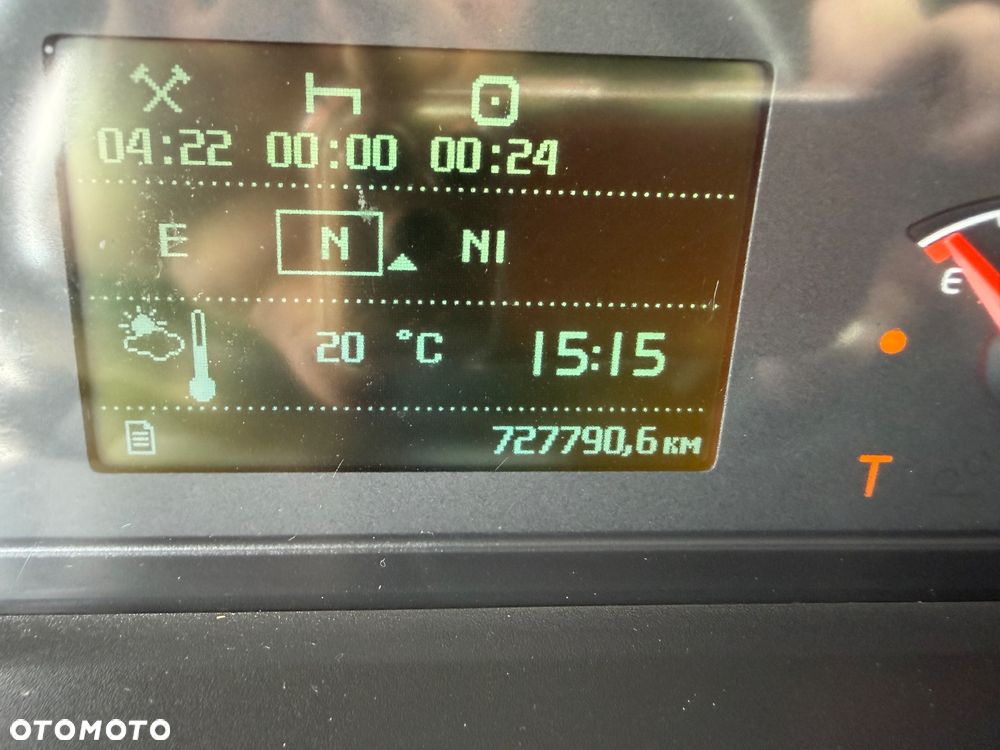 04:22 00:00 00:24
E N NI
20 °C 15:15
727790,6 км
E
T
OTOMOTO